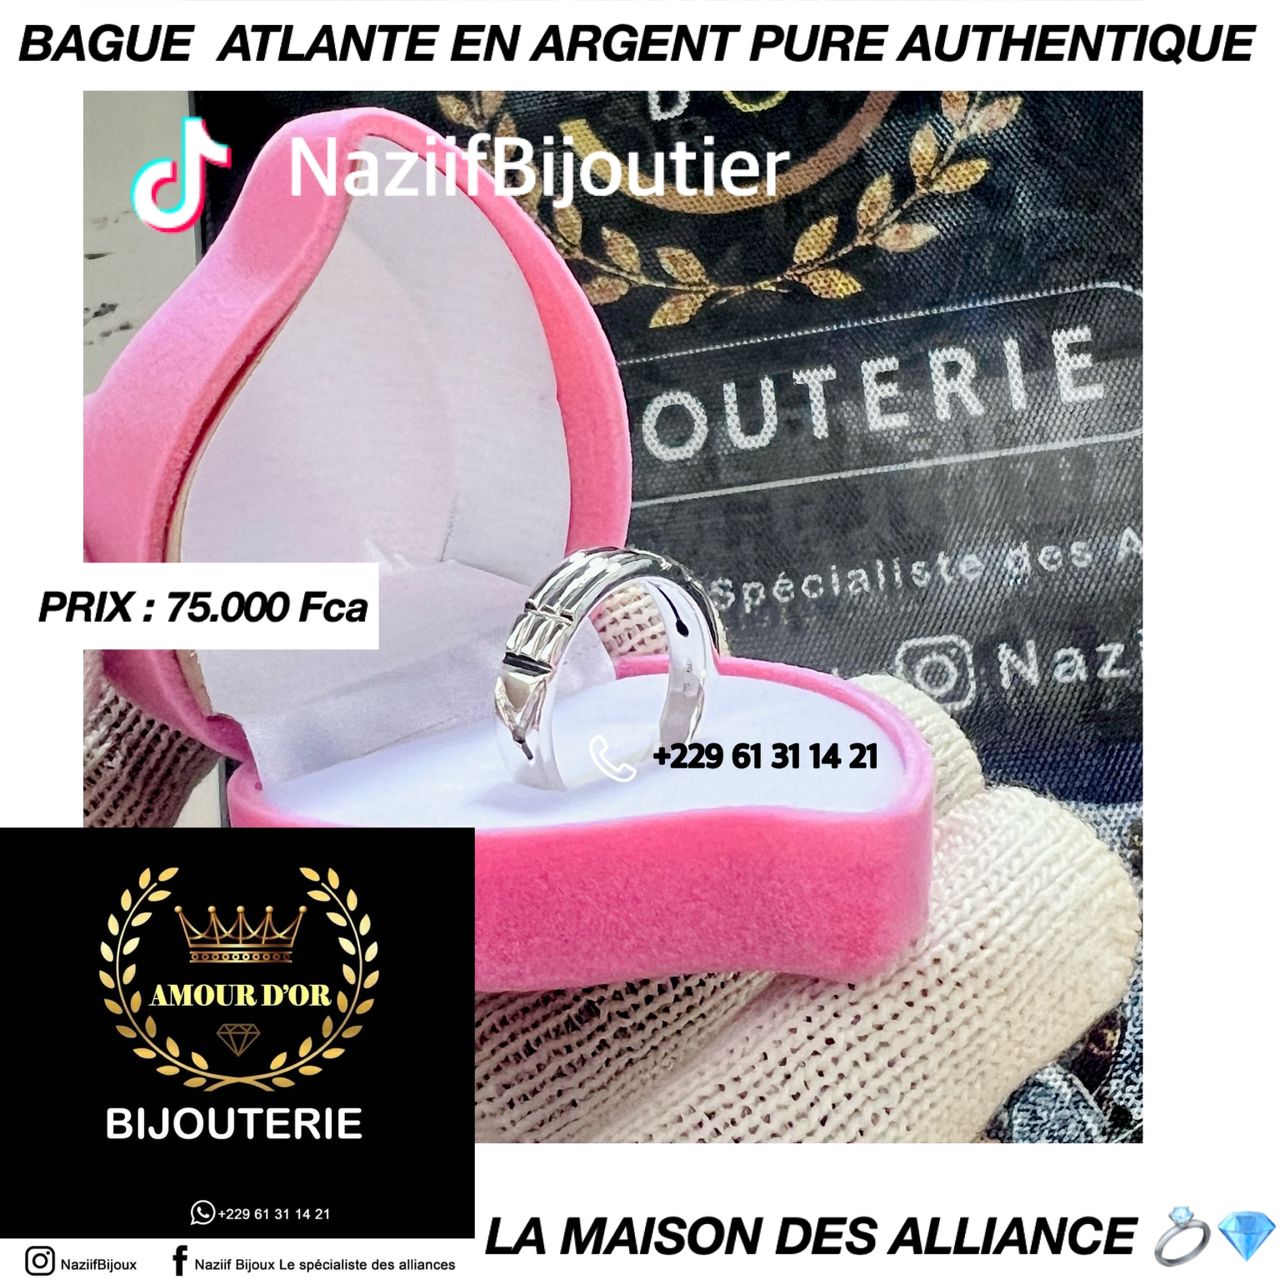 BAGUE ATLANTE EN ARGENT PURE AUTHENTIQUE
NaziifBijoutier
OUTERIE
Spécialiste des A
Naz
PRIX : 75.000 Fca
+229 61 31 14 21
AMOUR D'OR
BIJOUTERIE
+229 61 31 14 21
NaziifBijoux
Naziif Bijoux Le spécialiste des alliances
LA MAISON DES ALLIANCE